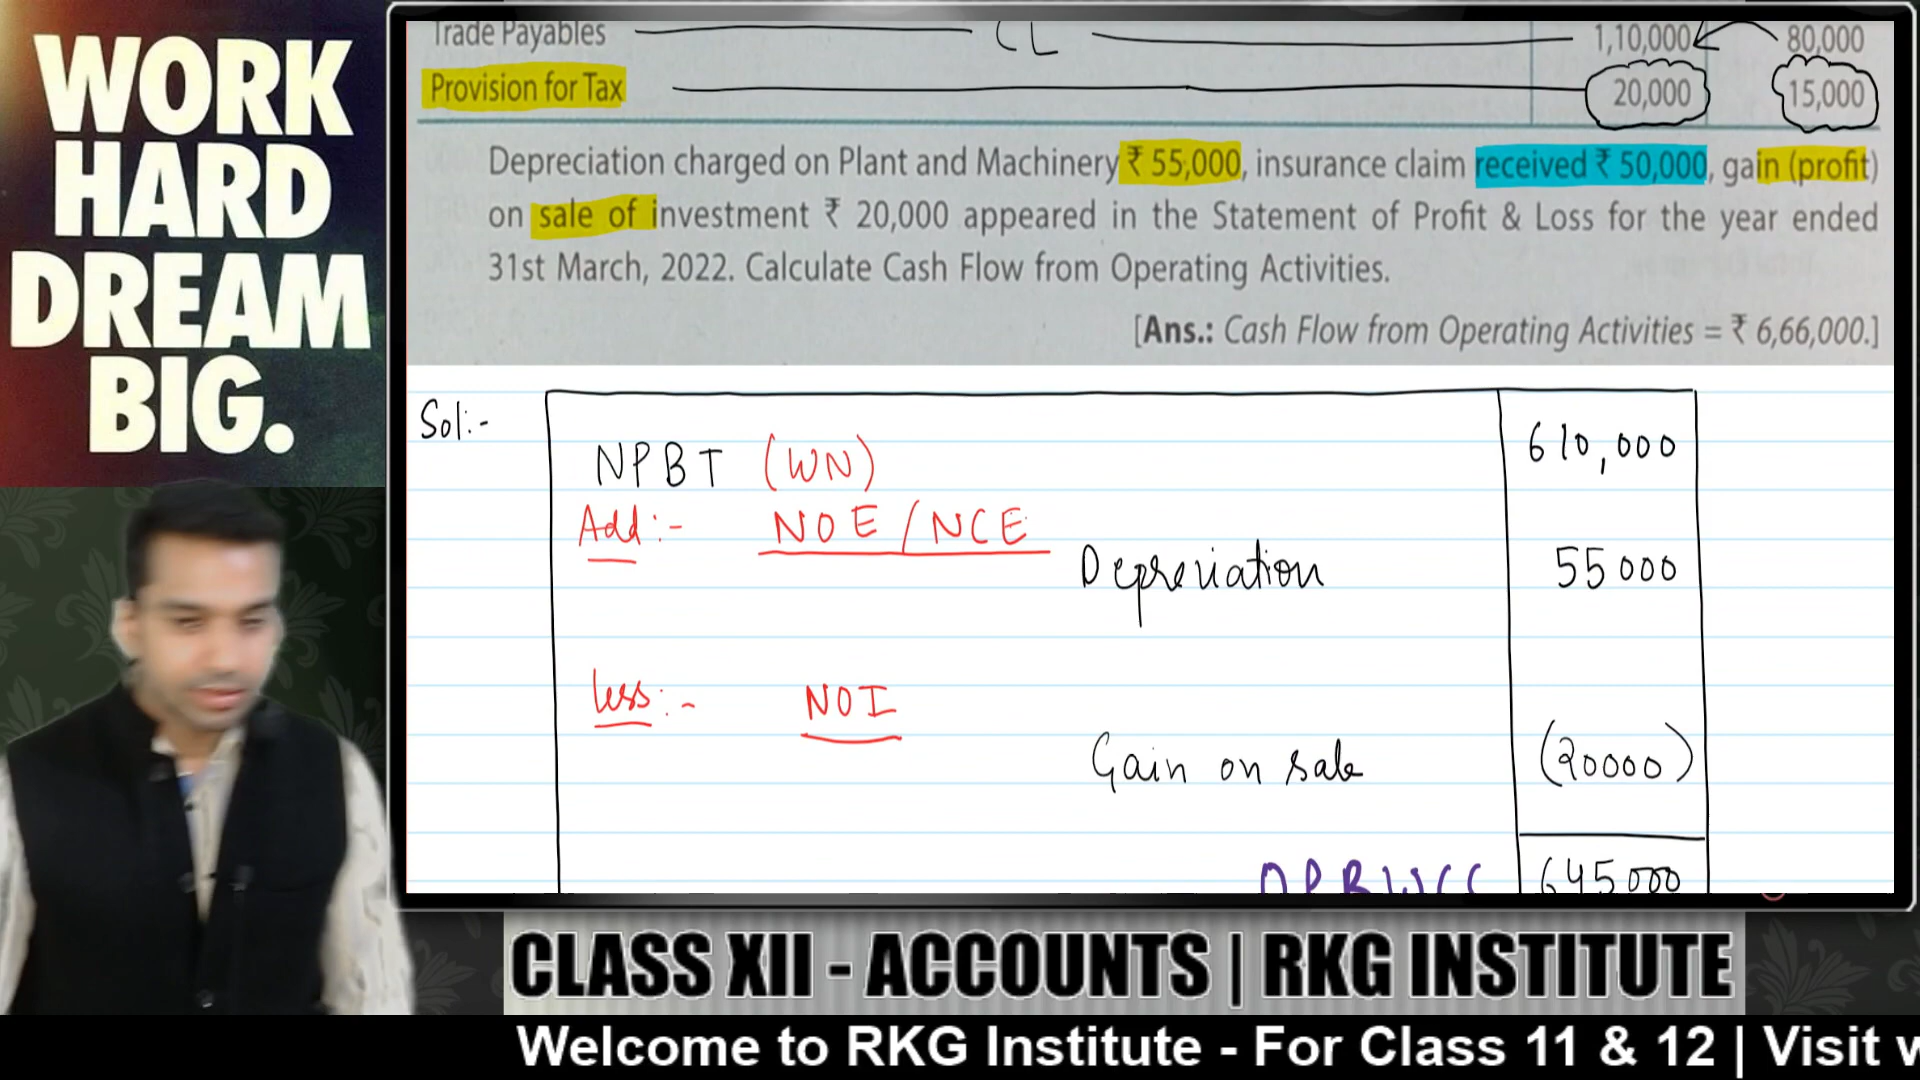 WORK
HARD
DREAM
BIG.
Trade Payables CL 1,10,000 80,000
Provision for Tax 20,000 15,000
Depreciation charged on Plant and Machinery ₹ 55,000, insurance claim received ₹ 50,000, gain (profit)
on sale of investment ₹ 20,000 appeared in the Statement of Profit & Loss for the year ended
31st March, 2022. Calculate Cash Flow from Operating Activities.
[Ans.: Cash Flow from Operating Activities = ₹ 6,66,000.]
Sol:-
NPBT (WN) 610,000
Add:- NOE/NCE
Depreviation 55000
less:- NOI
Gain on sale (20000)
OPBWCC 645000
CLASS XII - ACCOUNTS | RKG INSTITUTE
Welcome to RKG Institute - For Class 11 & 12 | Visit